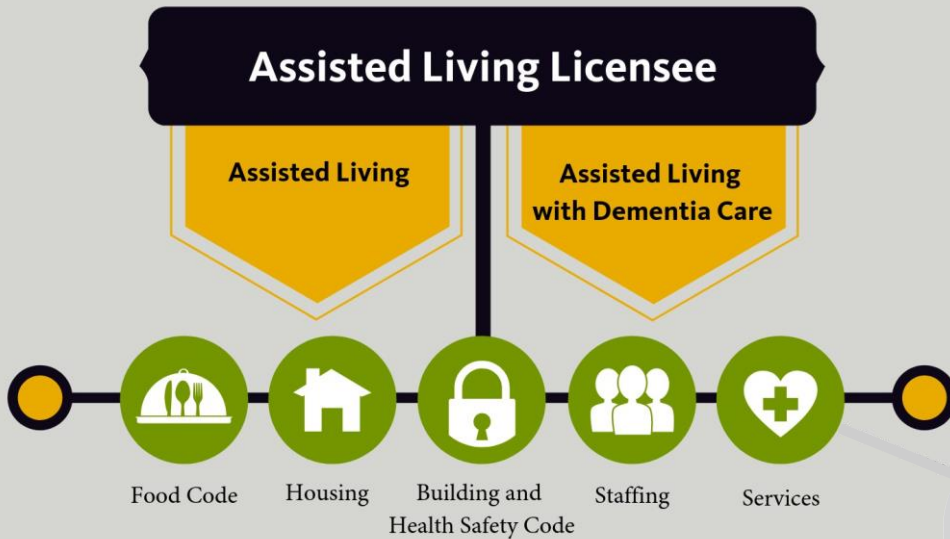 Assisted Living Licensee
Assisted Living
Assisted Living
with Dementia Care
Food Code
Housing
Building and
Health Safety Code
Staffing
Services